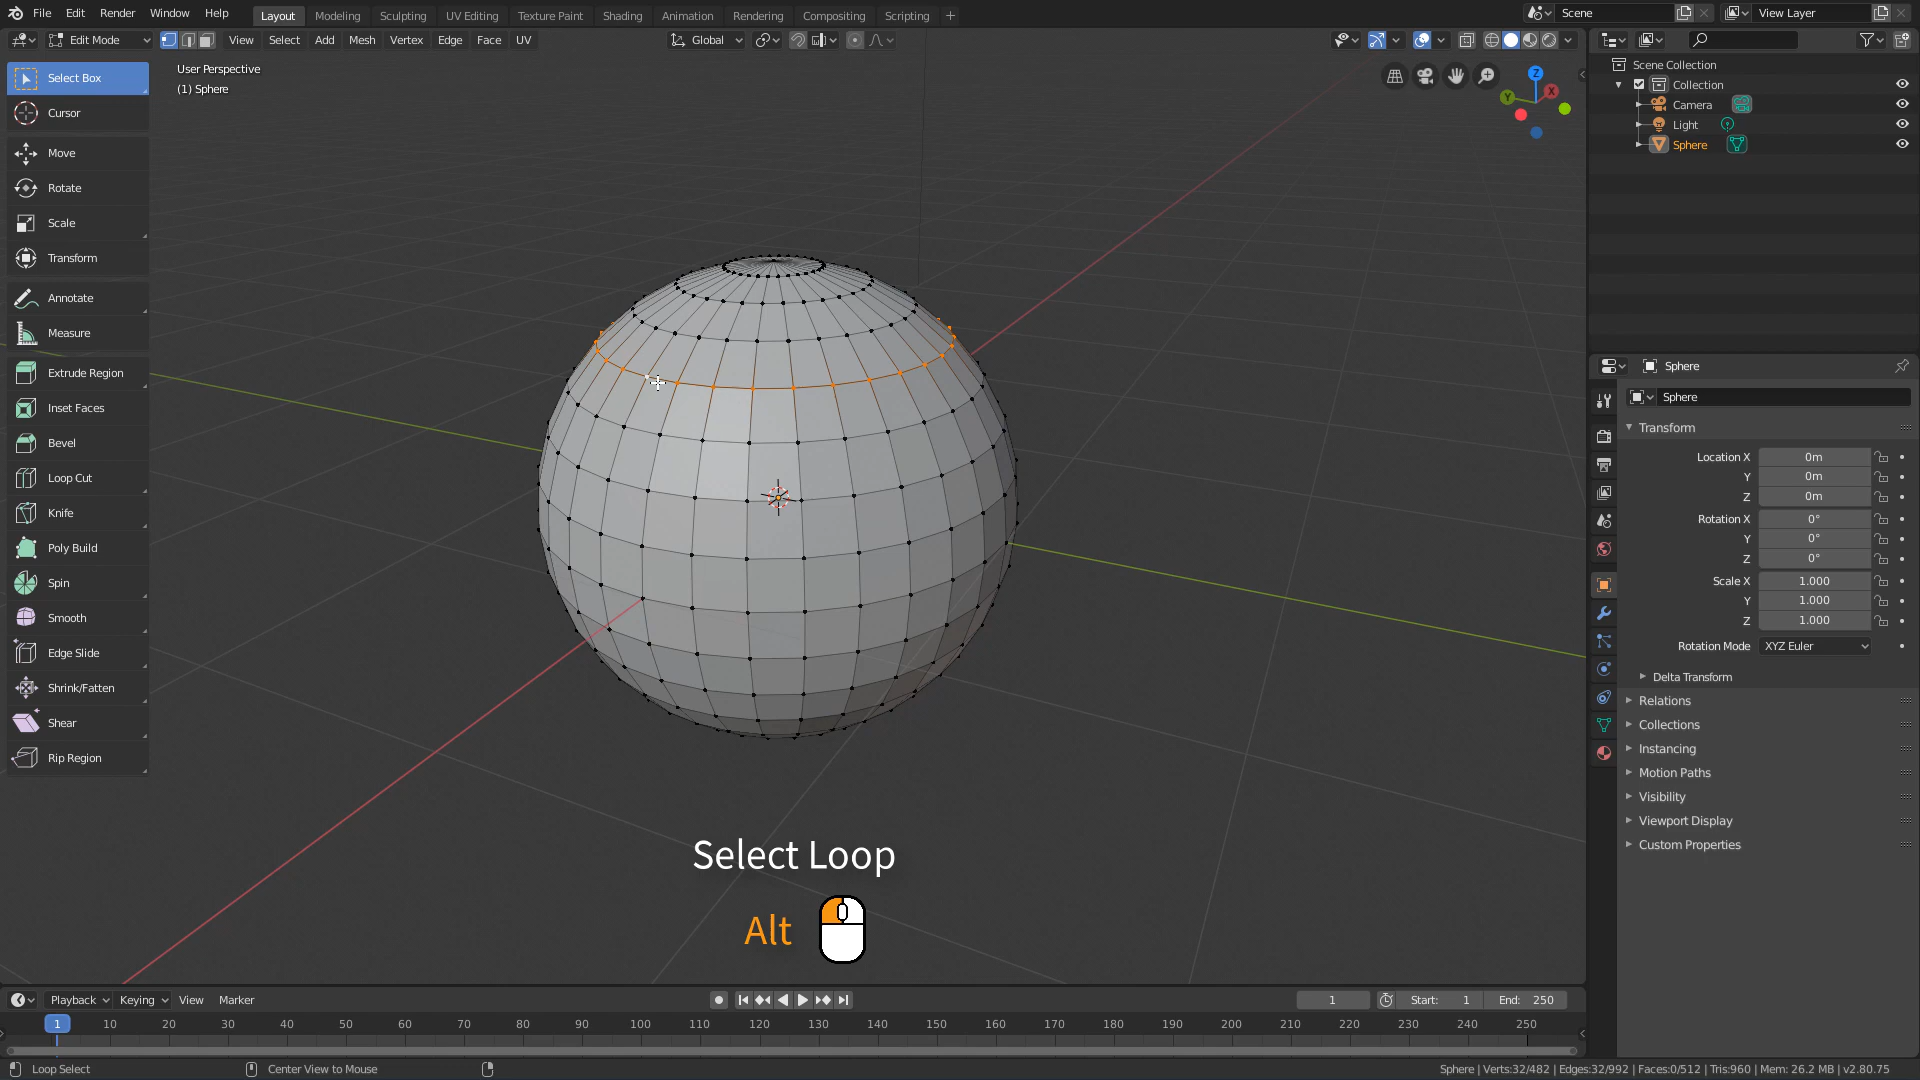 File Edit Render Window Help Layout Modeling Sculpting UV Editing Texture Paint Shading Animation Rendering Compositing Scripting + Scene View Layer
Edit Mode View Select Add Mesh Vertex Edge Face UV Global
Select Box
Cursor
Move
Rotate
Scale
Transform
Annotate
Measure
Extrude Region
Inset Faces
Bevel
Loop Cut
Knife
Poly Build
Spin
Smooth
Edge Slide
Shrink/Fatten
Shear
Rip Region
User Perspective
(1) Sphere
Z
X
Y
Select Loop
Alt
Scene Collection
Collection
Camera
Light
Sphere
Sphere
Sphere
Transform
Location X 0m
Y 0m
Z 0m
Rotation X 0°
Y 0°
Z 0°
Scale X 1.000
Y 1.000
Z 1.000
Rotation Mode XYZ Euler
Delta Transform
Relations
Collections
Instancing
Motion Paths
Visibility
Viewport Display
Custom Properties
Playback Keying View Marker 1 Start: 1 End: 250
1 10 20 30 40 50 60 70 80 90 100 110 120 130 140 150 160 170 180 190 200 210 220 230 240 250
Loop Select Center View to Mouse Sphere | Verts:32/482 | Edges:32/992 | Faces:0/512 | Tris:960 | Mem: 26.2 MB | v2.80.75